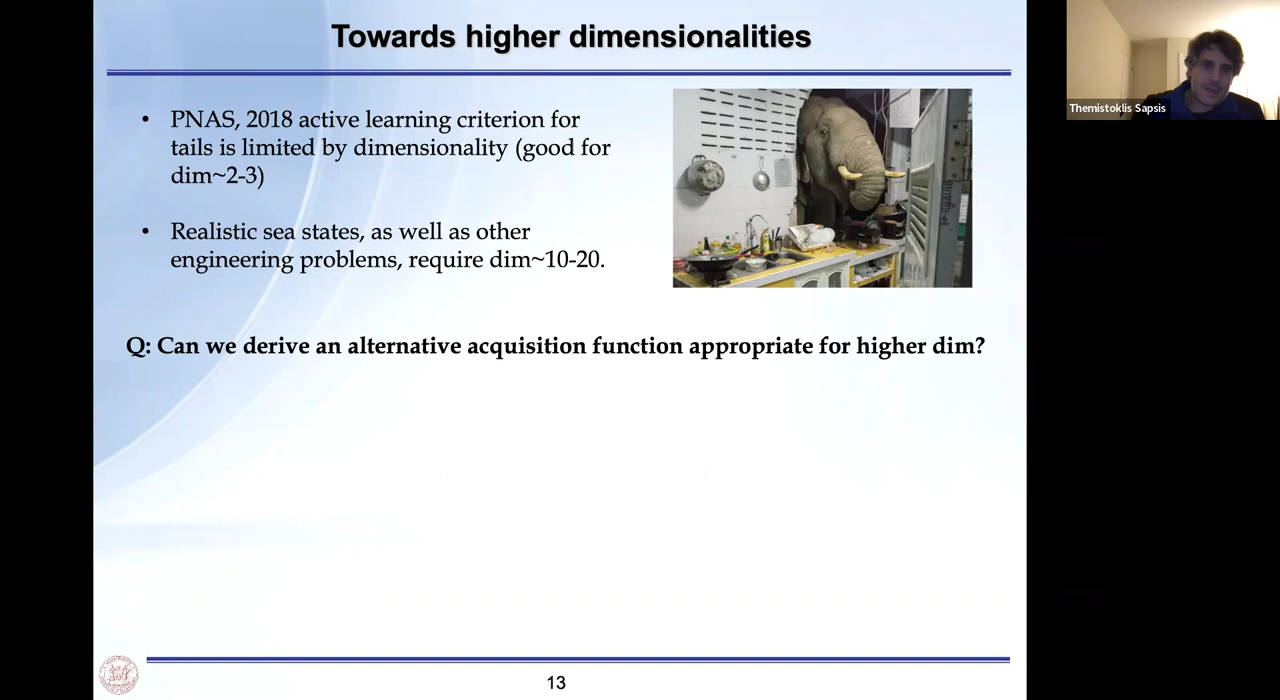 Towards higher dimensionalities
Themistoklis Sapsis
• PNAS, 2018 active learning criterion for
tails is limited by dimensionality (good for
dim~2-3)
• Realistic sea states, as well as other
engineering problems, require dim~10-20.
Q: Can we derive an alternative acquisition function appropriate for higher dim?
13